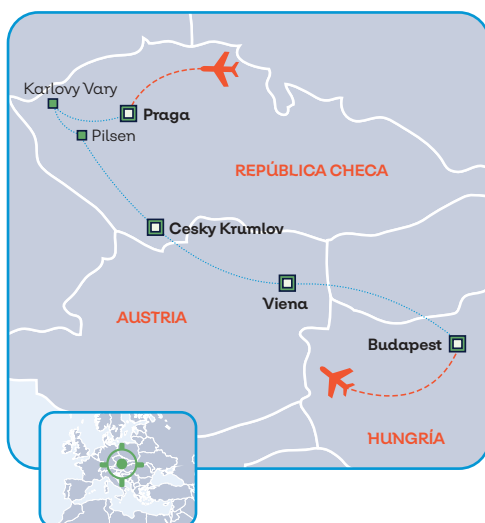 Karlovy Vary
Praga
Pilsen
REPÚBLICA CHECA
Cesky Krumlov
Viena
AUSTRIA
Budapest
HUNGRÍA